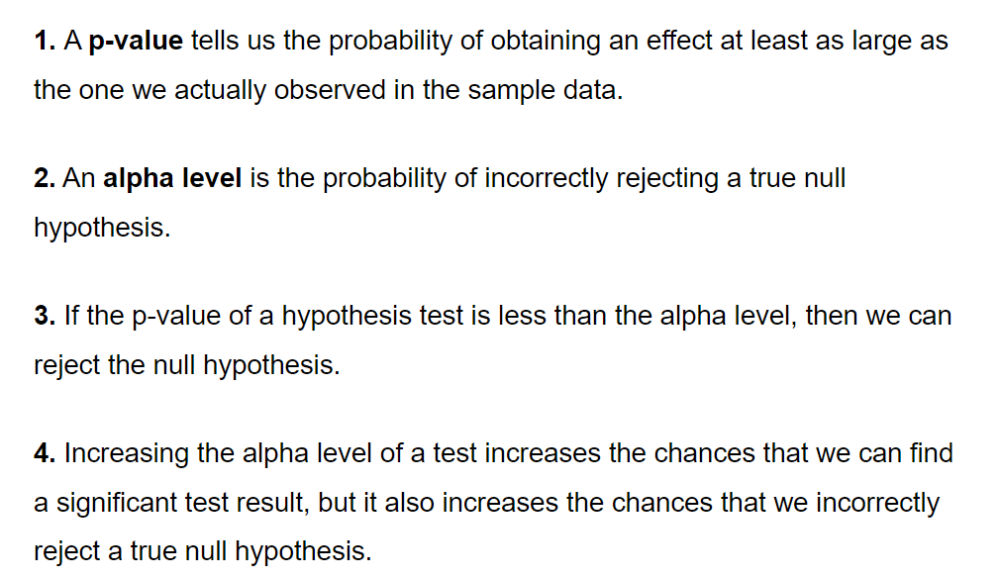 1. A p-value tells us the probability of obtaining an effect at least as large as
the one we actually observed in the sample data.
2. An alpha level is the probability of incorrectly rejecting a true null
hypothesis.
3. If the p-value of a hypothesis test is less than the alpha level, then we can
reject the null hypothesis.
4. Increasing the alpha level of a test increases the chances that we can find
a significant test result, but it also increases the chances that we incorrectly
reject a true null hypothesis.